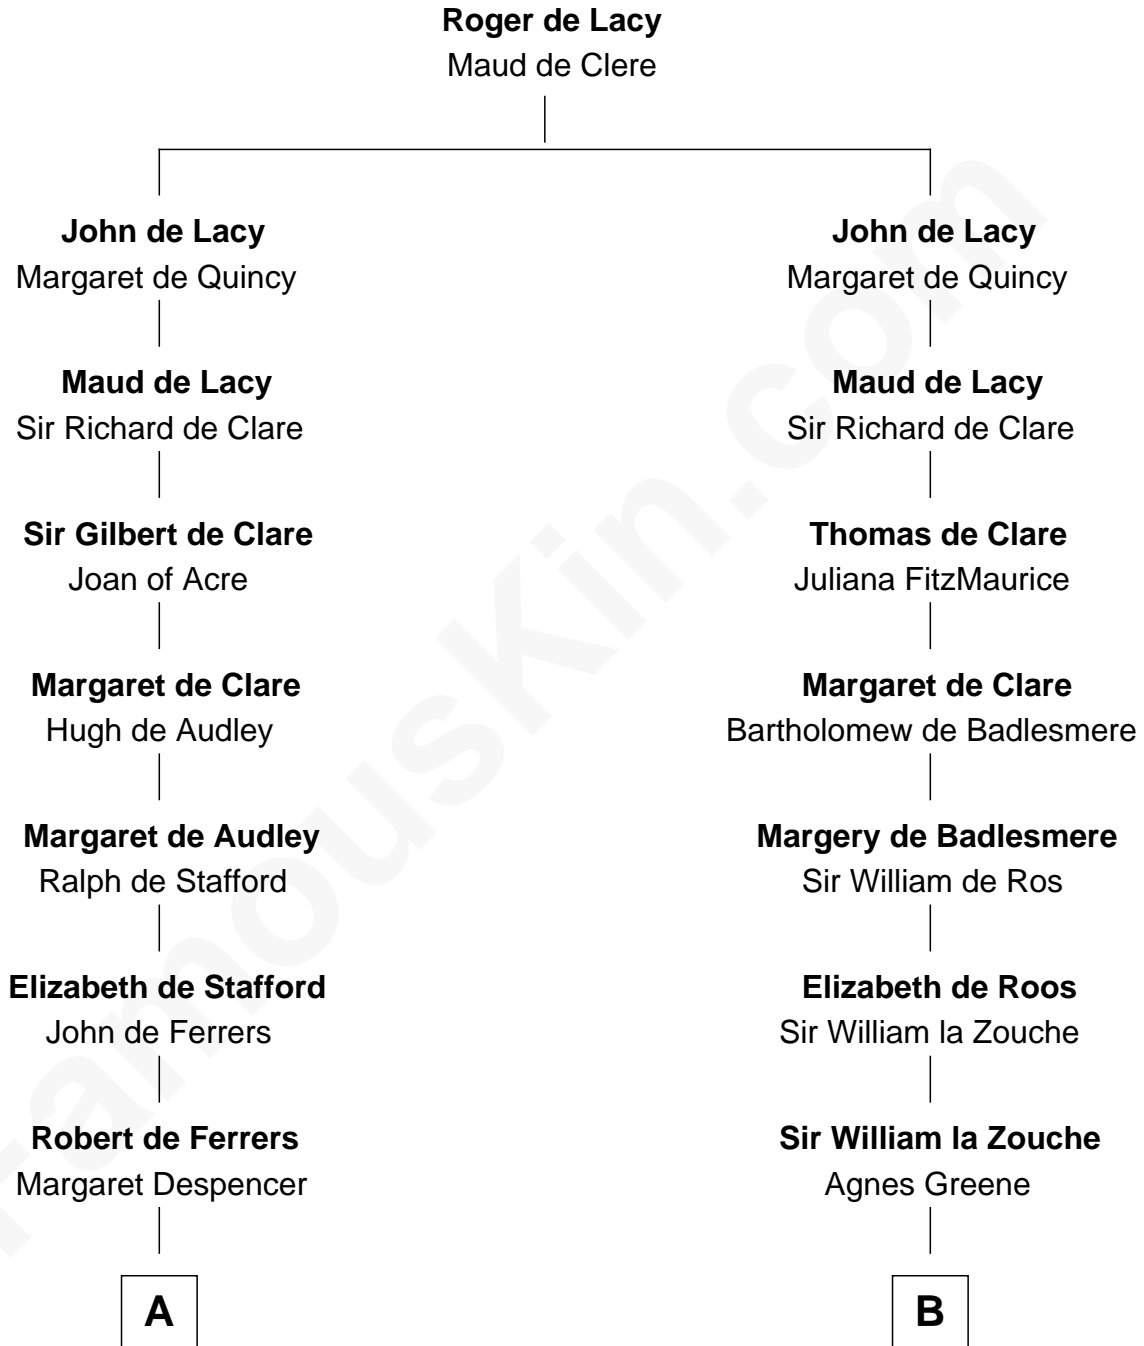 Roger de Lacy
Maud de Clere
John de Lacy
Margaret de Quincy
Maud de Lacy
Sir Richard de Clare
Sir Gilbert de Clare
Joan of Acre
Margaret de Clare
Hugh de Audley
Margaret de Audley
Ralph de Stafford
Elizabeth de Stafford
John de Ferrers
Robert de Ferrers
Margaret Despencer
A
John de Lacy
Margaret de Quincy
Maud de Lacy
Sir Richard de Clare
Thomas de Clare
Juliana FitzMaurice
Margaret de Clare
Bartholomew de Badlesmere
Margery de Badlesmere
Sir William de Ros
Elizabeth de Roos
Sir William la Zouche
Sir William la Zouche
Agnes Greene
B
FamousKin.com